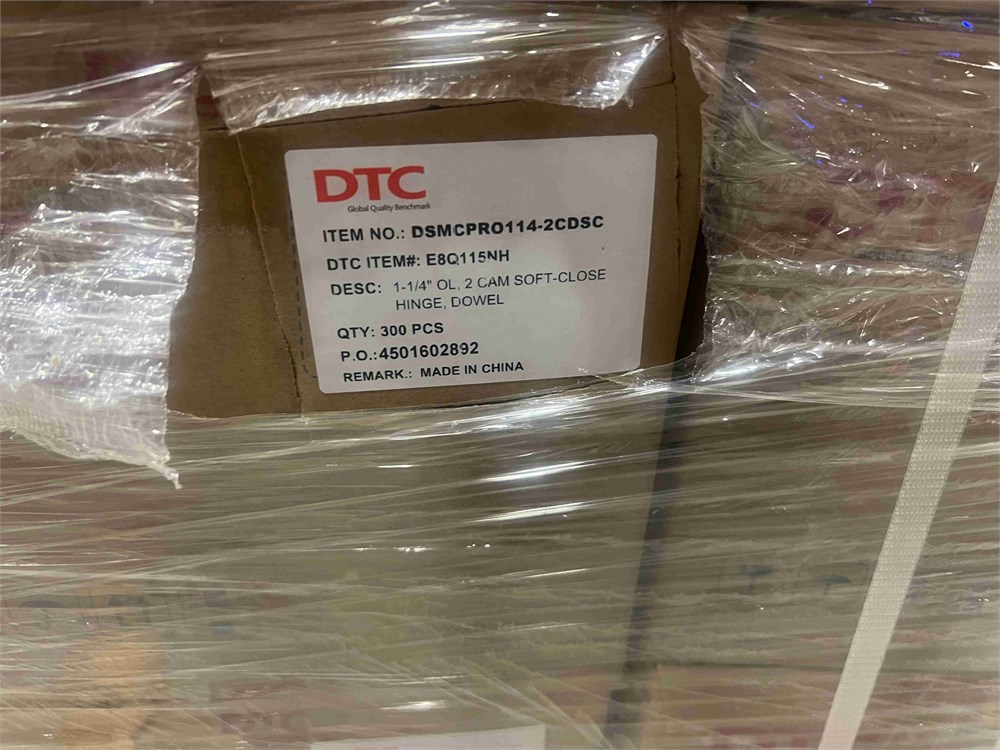 DTC
Global Quality Benchmark
ITEM NO.: DSMCPRO114-2CDSC
DTC ITEM#: E8Q115NH
DESC: 1-1/4" OL, 2 CAM SOFT-CLOSE
HINGE, DOWEL
QTY: 300 PCS
P.O.:4501602892
REMARK.: MADE IN CHINA
DTC